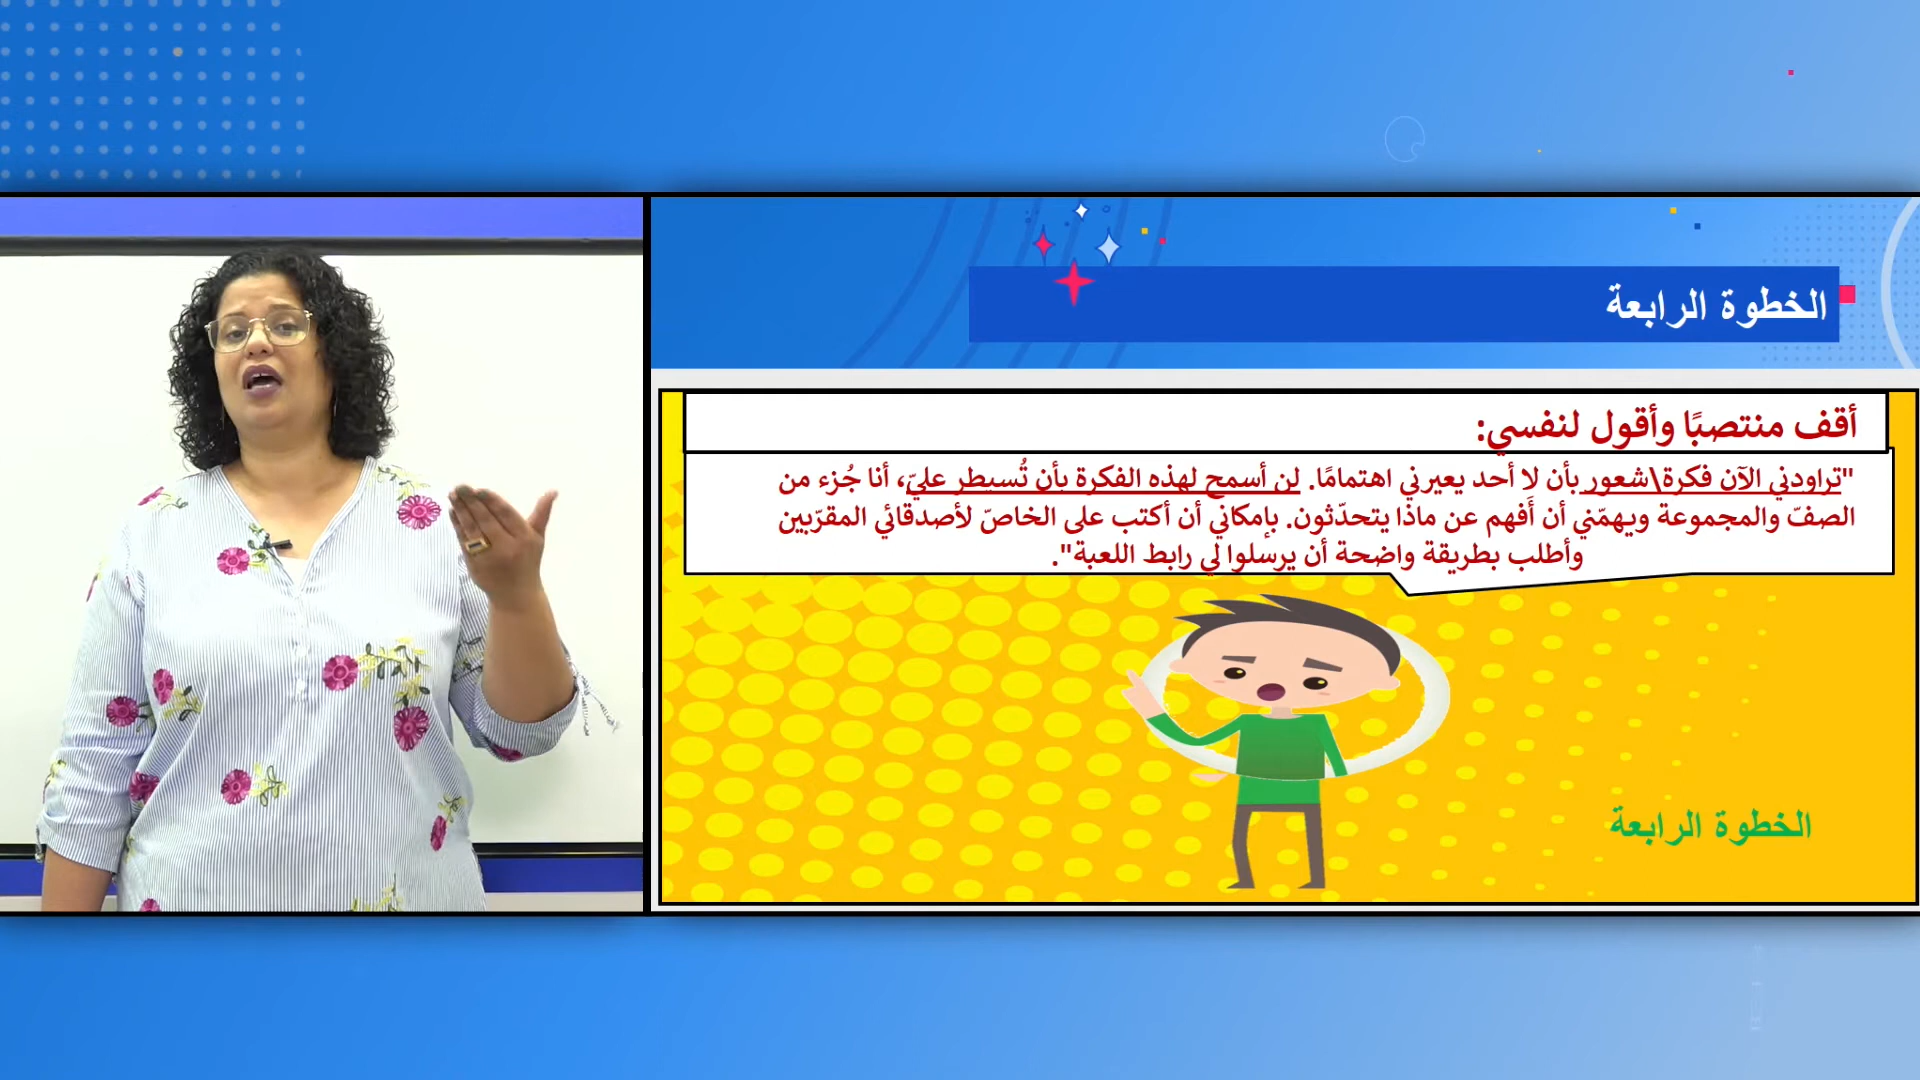 الخطوة الرابعة
أقف منتصبًا وأقول لنفسي:
"تراودني الآن فكرة\شعور بأن لا أحد يعيرني اهتمامًا. لن أسمح لهذه الفكرة بأن تُسيطر عليّ، أنا جُزء من
الصفّ والمجموعة ويهمّني أن أَفهم عن ماذا يتحدّثون. بإمكاني أن أكتب على الخاصّ لأصدقائي المقرّبين
وأطلب بطريقة واضحة أن يرسلوا لي رابط اللعبة".
الخطوة الرابعة